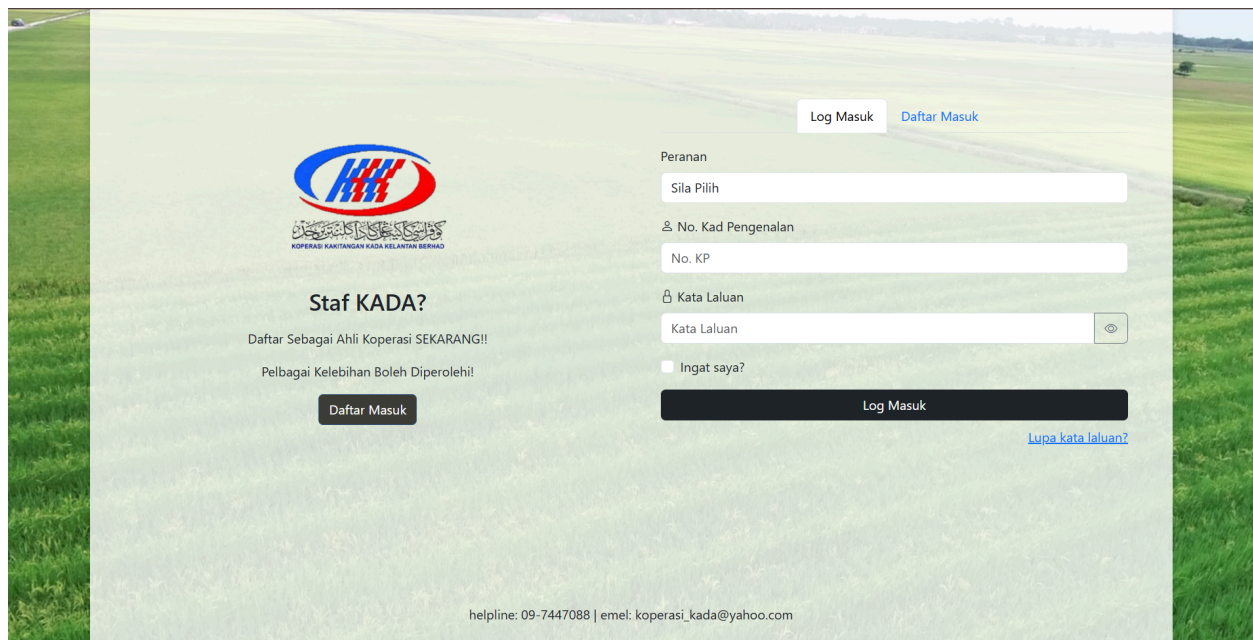 KOPERASI KAKITANGAN KADA KELANTAN BERHAD
Staf KADA?
Daftar Sebagai Ahli Koperasi SEKARANG!!
Pelbagai Kelebihan Boleh Diperolehi!
Daftar Masuk
Log Masuk
Daftar Masuk
Peranan
Sila Pilih
No. Kad Pengenalan
No. KP
Kata Laluan
Kata Laluan
Ingat saya?
Log Masuk
Lupa kata laluan?
helpline: 09-7447088 | emel: koperasi_kada@yahoo.com